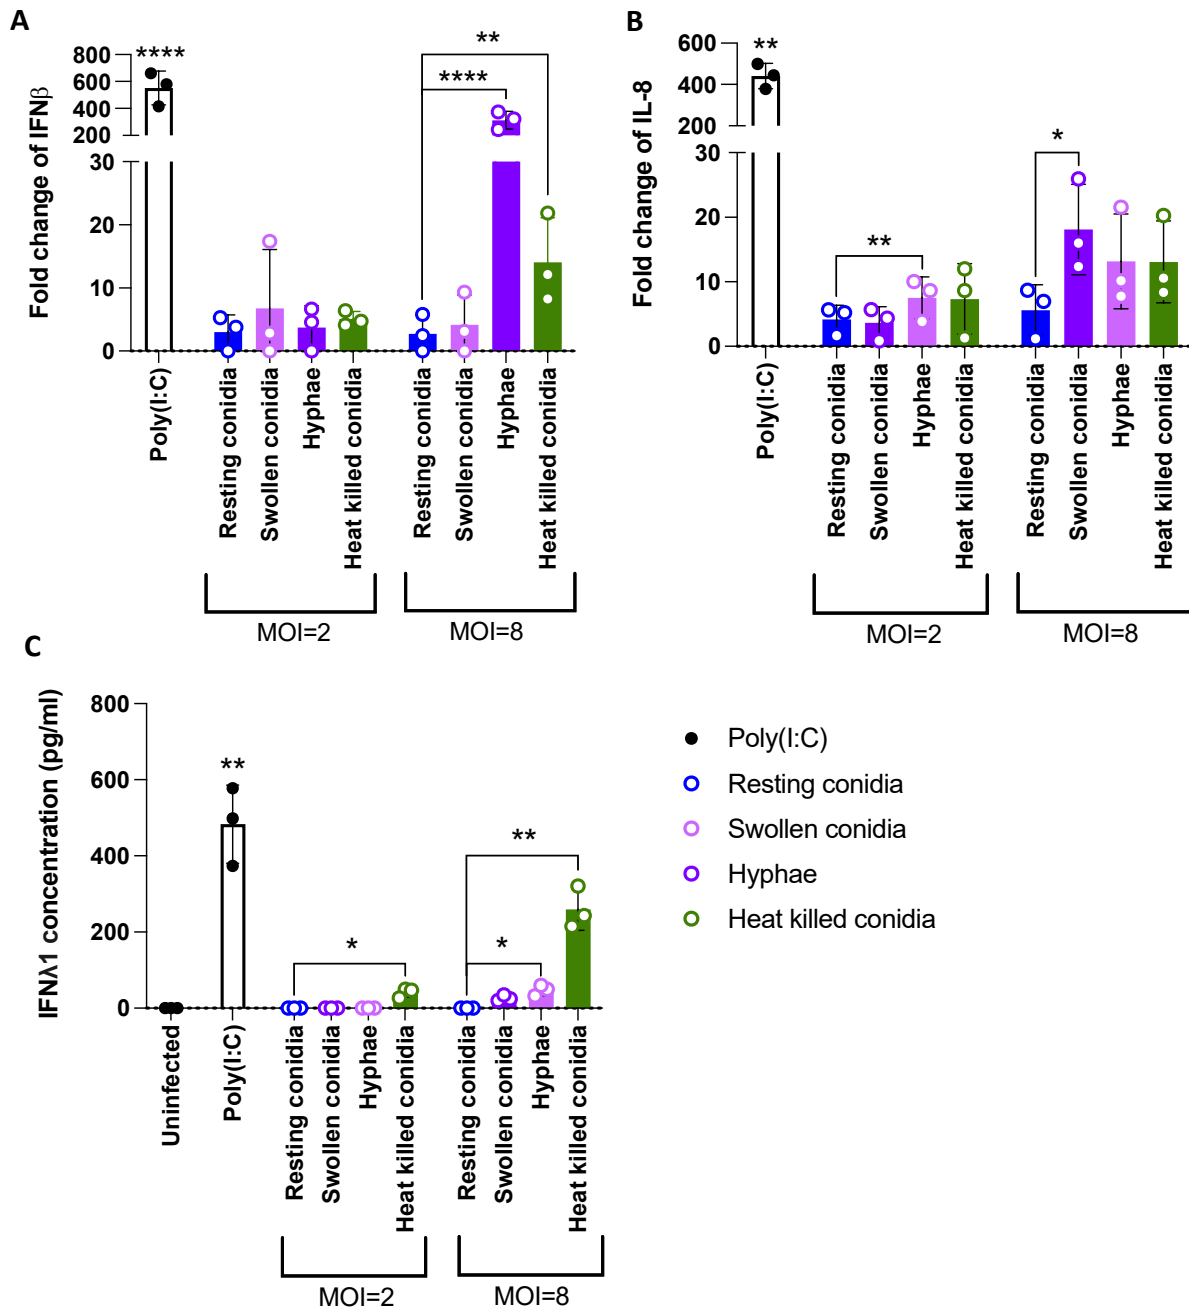 A
Fold change of IFNβ
800
600
400
200
30
20
10
0
****
****
**
Poly(I:C)
Resting conidia
Swollen conidia
Hyphae
Heat killed conidia
Resting conidia
Swollen conidia
Hyphae
Heat killed conidia
MOI=2
MOI=8
B
Fold change of IL-8
600
400
200
30
20
10
0
**
**
*
Poly(I:C)
Resting conidia
Swollen conidia
Hyphae
Heat killed conidia
Resting conidia
Swollen conidia
Hyphae
Heat killed conidia
MOI=2
MOI=8
C
IFNλ1 concentration (pg/ml)
800
600
400
200
0
**
*
*
**
Uninfected
Poly(I:C)
Resting conidia
Swollen conidia
Hyphae
Heat killed conidia
Resting conidia
Swollen conidia
Hyphae
Heat killed conidia
MOI=2
MOI=8
Poly(I:C)
Resting conidia
Swollen conidia
Hyphae
Heat killed conidia